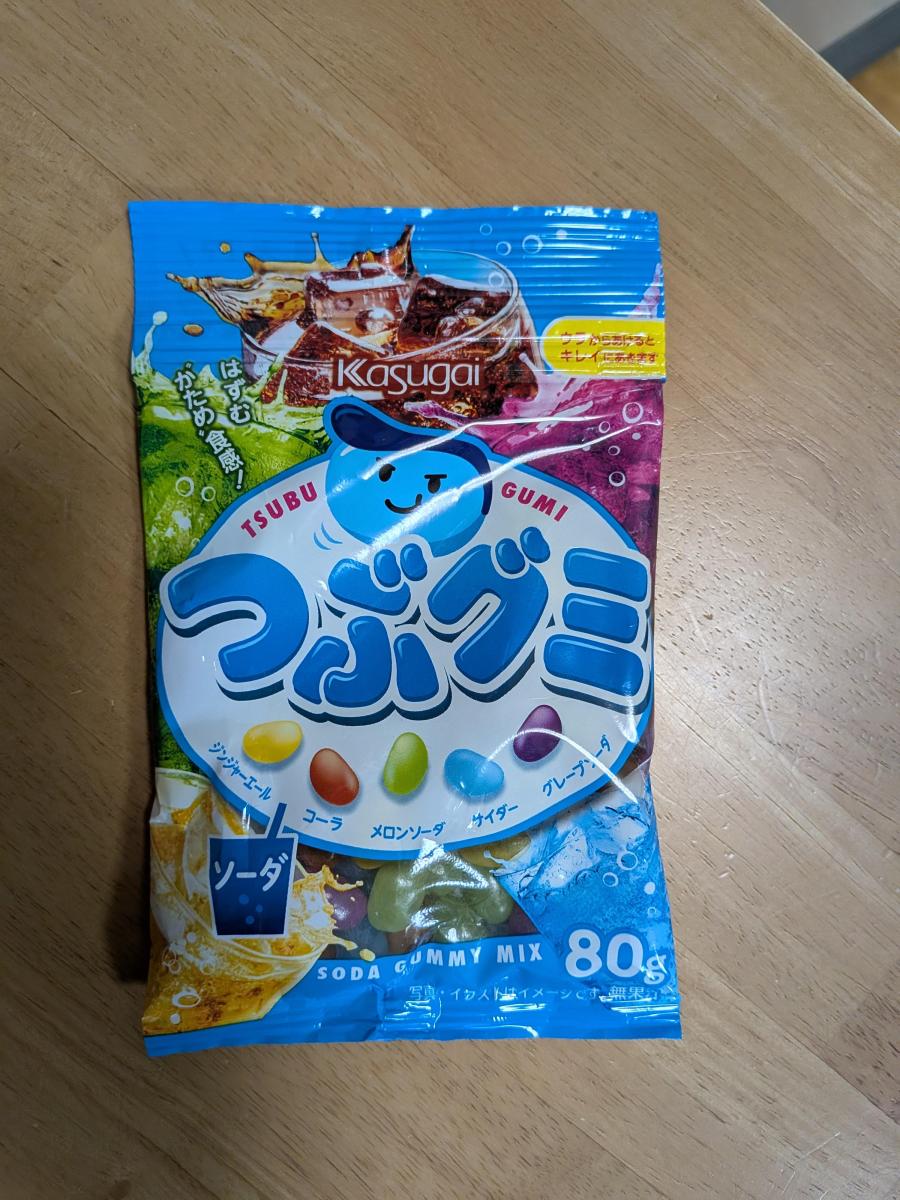 Kasugai
ウラからあけると
キレイにあきます
はずむ
がため食感!
TSUBU GUMI
つぶグミ
ジンジャーエール
コーラ
メロンソーダ
サイダー
グレープソーダ
ソーダ
SODA GUMMY MIX
80g
写真・イラストはイメージです。無果汁